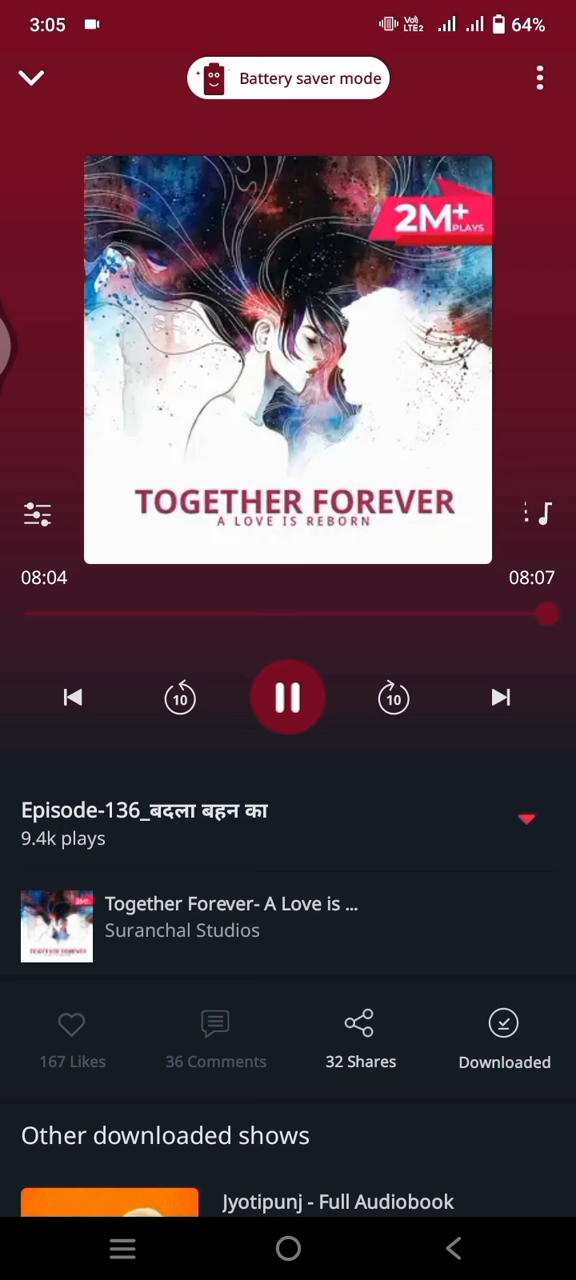 3:05
Vo)
LTE2
64%
Battery saver mode
2M+
PLAYS
TOGETHER FOREVER
A LOVE IS REBORN
08:04
08:07
10
10
Episode-136_बदला बहन का
9.4k plays
Together Forever- A Love is ...
Suranchal Studios
167 Likes
36 Comments
32 Shares
Downloaded
Other downloaded shows
Jyotipunj - Full Audiobook